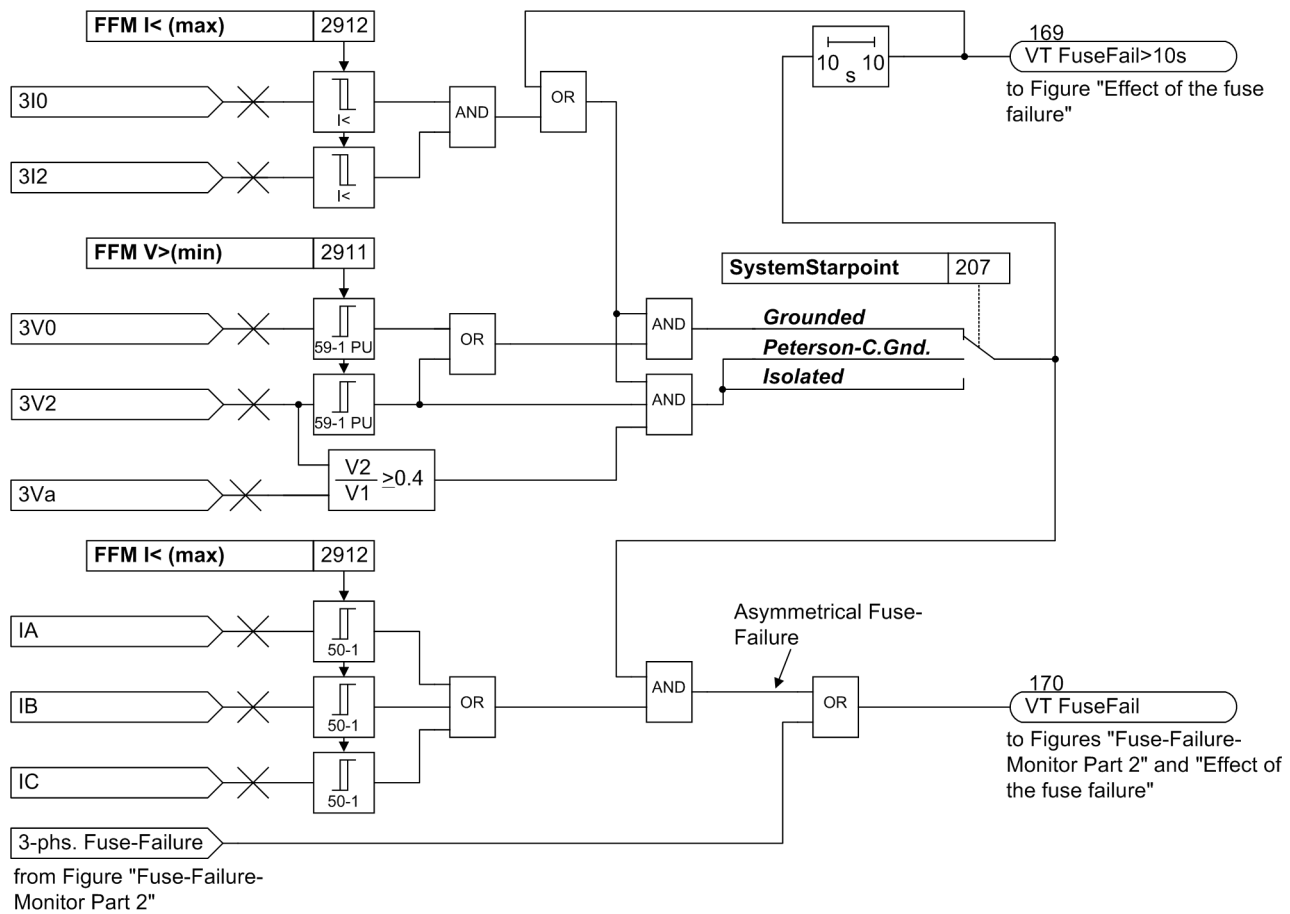 FFM I< (max) 2912
169
VT FuseFail>10s
10 s 10
to Figure "Effect of the fuse
failure"
3I0
I<
AND
OR
3I2
I<
FFM V>(min) 2911
SystemStarpoint 207
3V0
59-1 PU
OR
AND
Grounded
Peterson-C.Gnd.
Isolated
3V2
59-1 PU
AND
V2
V1
≥0.4
3Va
FFM I< (max) 2912
IA
50-1
Asymmetrical Fuse-
Failure
IB
50-1
OR
AND
OR
170
VT FuseFail
to Figures "Fuse-Failure-
Monitor Part 2" and "Effect of
the fuse failure"
IC
50-1
3-phs. Fuse-Failure
from Figure "Fuse-Failure-
Monitor Part 2"